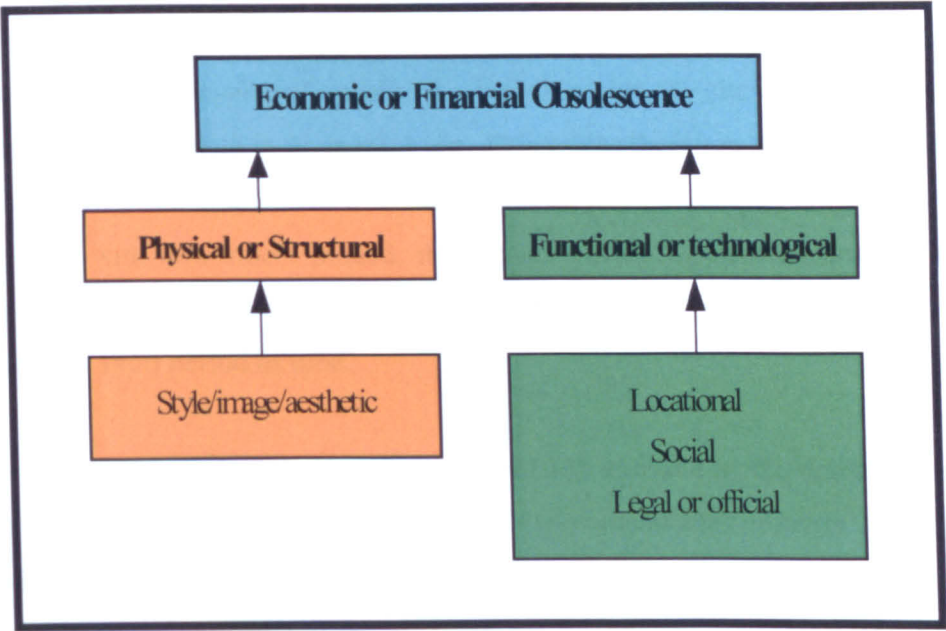 Economic or Financial Obsolescence
Physical or Structural
Functional or technological
Style/image/aesthetic
Locational
Social
Legal or official